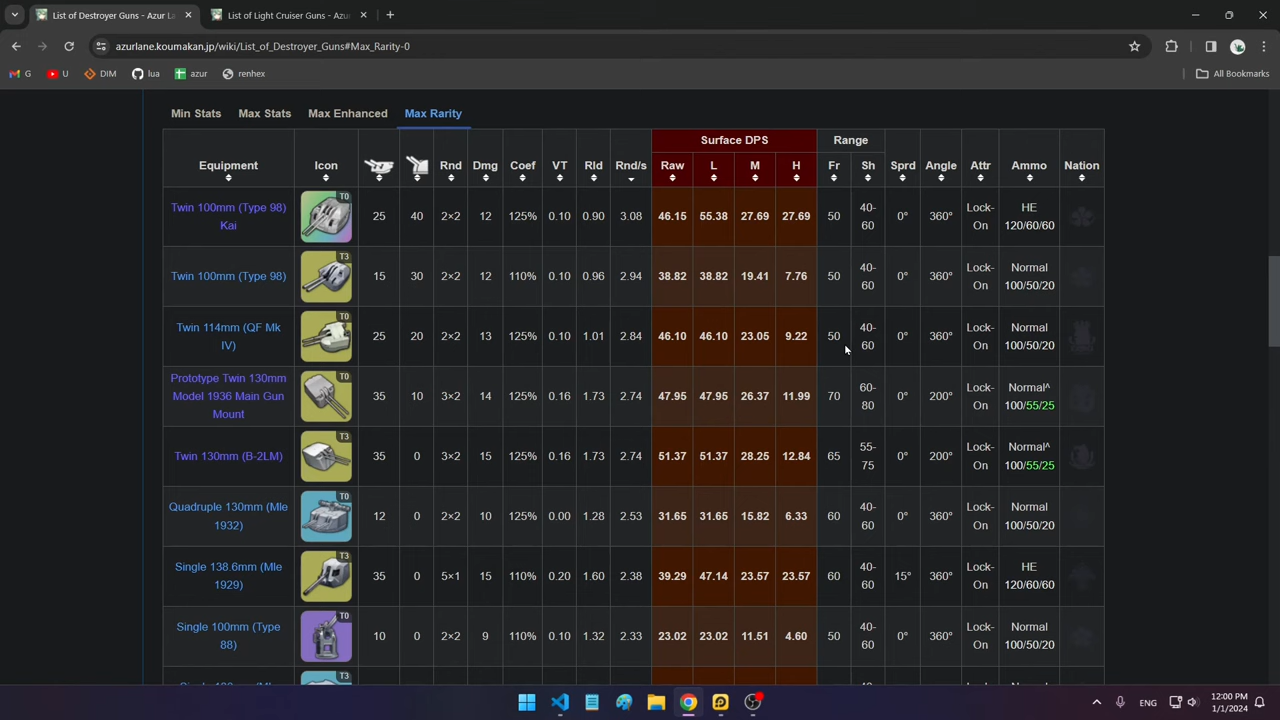 List of Destroyer Guns - Azur La
List of Light Cruiser Guns - Azur
azurlane.koumakan.jp/wiki/List_of_Destroyer_Guns#Max_Rarity-0
G U DIM lua azur renhex All Bookmarks
Min Stats Max Stats Max Enhanced Max Rarity
Surface DPS Range
Equipment Icon Rnd Dmg Coef VT Rld Rnd/s Raw L M H Fr Sh Sprd Angle Attr Ammo Nation
Twin 100mm (Type 98) Kai T0 25 40 2×2 12 125% 0.10 0.90 3.08 46.15 55.38 27.69 27.69 50 40-60 0° 360° Lock-On HE 120/60/60
Twin 100mm (Type 98) T3 15 30 2×2 12 110% 0.10 0.96 2.94 38.82 38.82 19.41 7.76 50 40-60 0° 360° Lock-On Normal 100/50/20
Twin 114mm (QF Mk IV) T0 25 20 2×2 13 125% 0.10 1.01 2.84 46.10 46.10 23.05 9.22 50 40-60 0° 360° Lock-On Normal 100/50/20
Prototype Twin 130mm Model 1936 Main Gun Mount T0 35 10 3×2 14 125% 0.16 1.73 2.74 47.95 47.95 26.37 11.99 70 60-80 0° 200° Lock-On Normal^ 100/55/25
Twin 130mm (B-2LM) T3 35 0 3×2 15 125% 0.16 1.73 2.74 51.37 51.37 28.25 12.84 65 55-75 0° 200° Lock-On Normal^ 100/55/25
Quadruple 130mm (Mle 1932) T0 12 0 2×2 10 125% 0.00 1.28 2.53 31.65 31.65 15.82 6.33 60 40-60 0° 360° Lock-On Normal 100/50/20
Single 138.6mm (Mle 1929) T3 35 0 5×1 15 110% 0.20 1.60 2.38 39.29 47.14 23.57 23.57 60 40-60 15° 360° Lock-On HE 120/60/60
Single 100mm (Type 88) T0 10 0 2×2 9 110% 0.10 1.32 2.33 23.02 23.02 11.51 4.60 50 40-60 0° 360° Lock-On Normal 100/50/20
T3
ENG
12:00 PM
1/1/2024